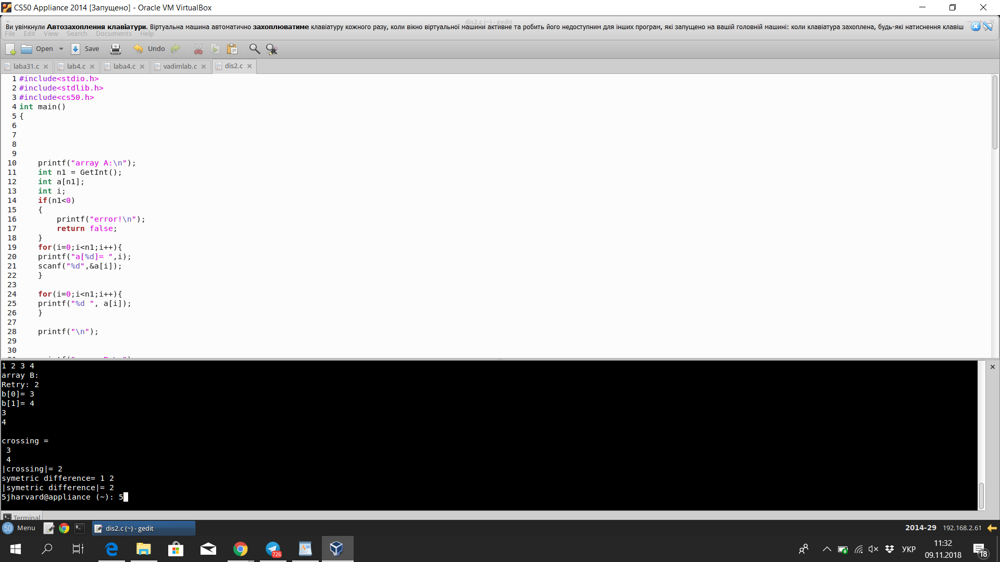 CS50 Appliance 2014 [Запущено] - Oracle VM VirtualBox
dis2.c (~) - gedit
Ви увімкнули Автозахоплення клавіатури. Віртуальна машина автоматично захоплюватиме клавіатуру кожного разу, коли вікно віртуальної машини активне та робить його недоступним для інших програм, які запущено на вашій головній машині: коли клавіатура захоплена, будь-які натиснення клавіш
File Edit View Search Documents Help
Open Save Undo
laba31.c lab4.c laba4.c vadimlab.c dis2.c
1 #include<stdio.h>
2 #include<stdlib.h>
3 #include<cs50.h>
4 int main()
5 {
6
7
8
9
10 printf("array A:\n");
11 int n1 = GetInt();
12 int a[n1];
13 int i;
14 if(n1<0)
15 {
16 printf("error!\n");
17 return false;
18 }
19 for(i=0;i<n1;i++){
20 printf("a[%d]= ",i);
21 scanf("%d",&a[i]);
22 }
23
24 for(i=0;i<n1;i++){
25 printf("%d ", a[i]);
26 }
27
28 printf("\n");
29
30
1 2 3 4
array B:
Retry: 2
b[0]= 3
b[1]= 4
3
4
crossing =
3
4
|crossing|= 2
symetric difference= 1 2
|symetric difference|= 2
5jharvard@appliance (~): 5
Terminal
50 Menu dis2.c (~) - gedit 2014-29 192.168.2.61
726 УКР 11:32
09.11.2018 18